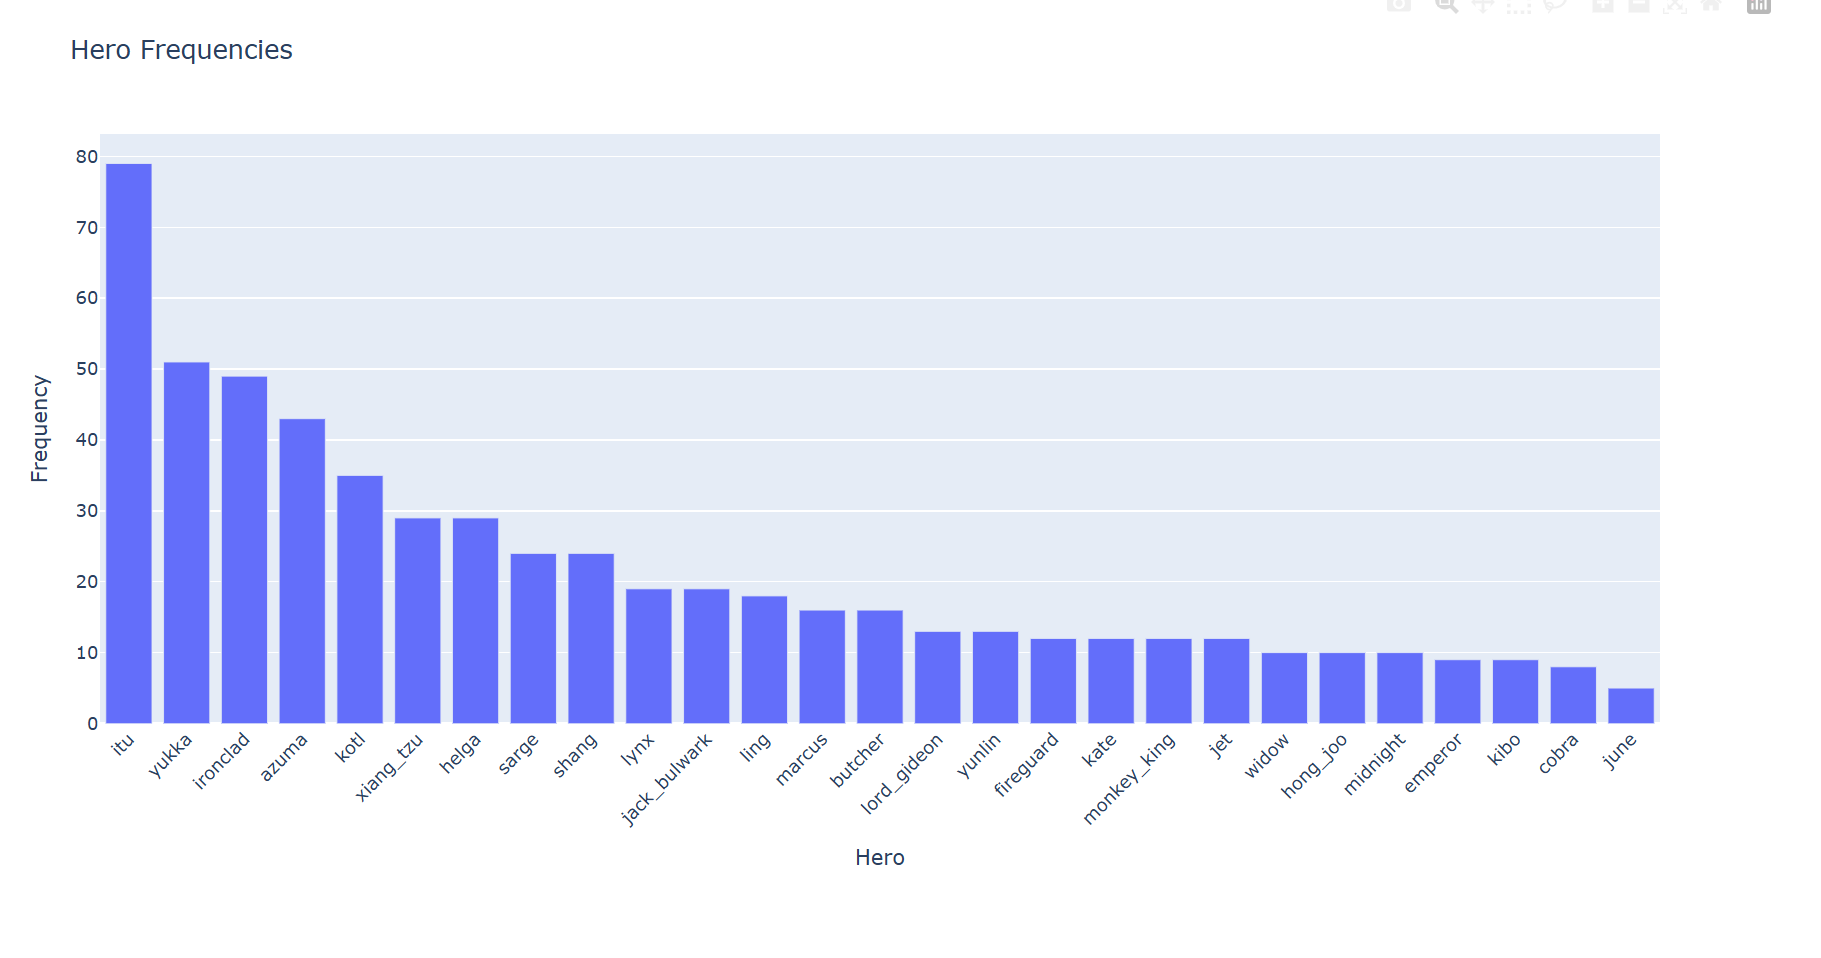 Hero Frequencies
80
70
60
50
40
30
20
10
0
Frequency
itu
yukka
ironclad
azuma
kotl
xiang_tzu
helga
sarge
shang
lynx
jack_bulwark
ling
marcus
butcher
lord_gideon
yunlin
fireguard
kate
monkey_king
jet
widow
hong_joo
midnight
emperor
kibo
cobra
june
Hero